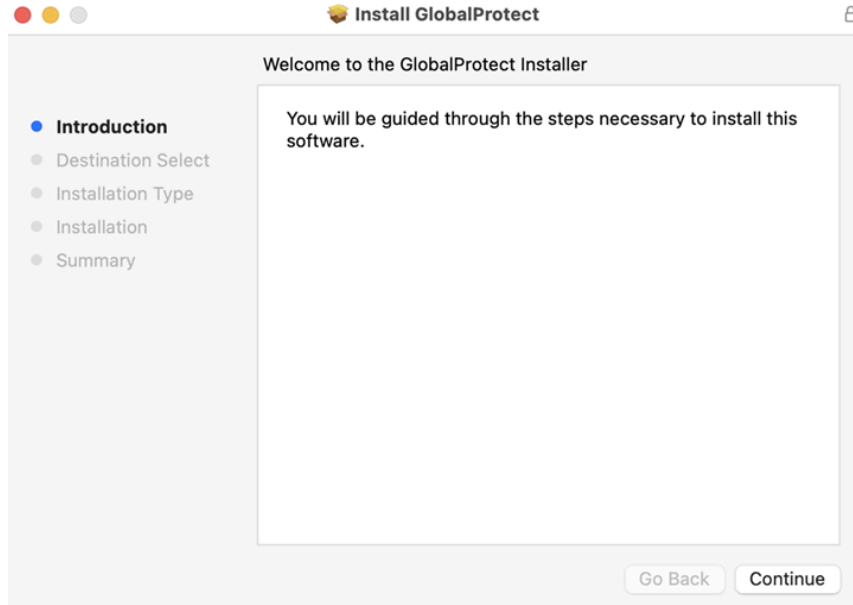 Install GlobalProtect
Welcome to the GlobalProtect Installer
Introduction
Destination Select
Installation Type
Installation
Summary
You will be guided through the steps necessary to install this
software.
Go Back
Continue